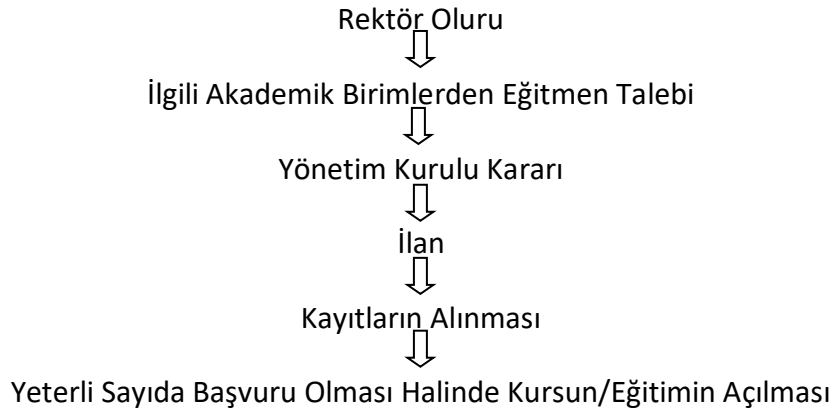 Rektör Oluru
İlgili Akademik Birimlerden Eğitmen Talebi
Yönetim Kurulu Kararı
İlan
Kayıtların Alınması
Yeterli Sayıda Başvuru Olması Halinde Kursun/Eğitimin Açılması